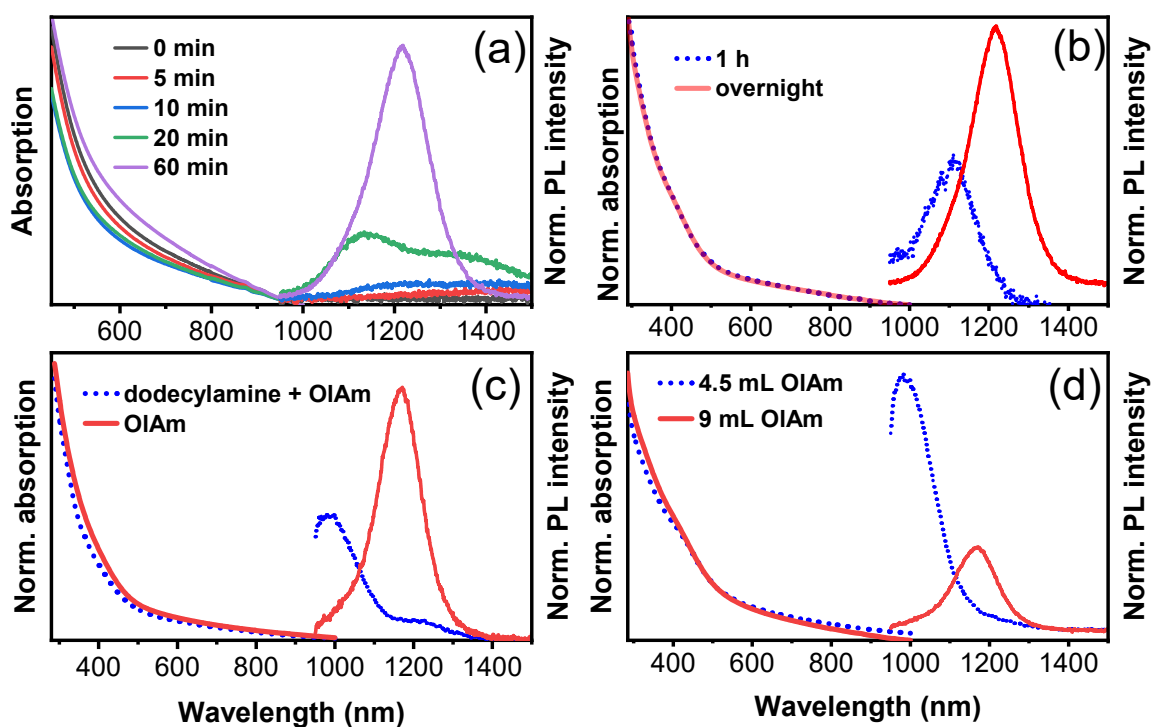 (a)
0 min
5 min
10 min
20 min
60 min
Absorption
Norm. PL intensity
600 800 1000 1200 1400
(b)
1 h
overnight
Norm. absorption
Norm. PL intensity
400 600 800 1000 1200 1400
(c)
dodecylamine + OlAm
OlAm
Norm. absorption
Norm. PL intensity
400 600 800 1000 1200 1400
Wavelength (nm)
(d)
4.5 mL OlAm
9 mL OlAm
Norm. absorption
Norm. PL intensity
400 600 800 1000 1200 1400
Wavelength (nm)